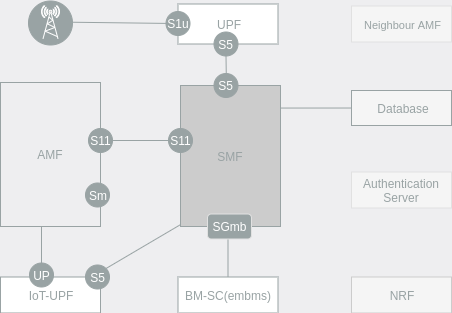 S1u
UPF
Neighbour AMF
S5
S5
Database
S11
S11
AMF
SMF
Authentication
Server
Sm
SGmb
UP
S5
IoT-UPF
BM-SC(embms)
NRF